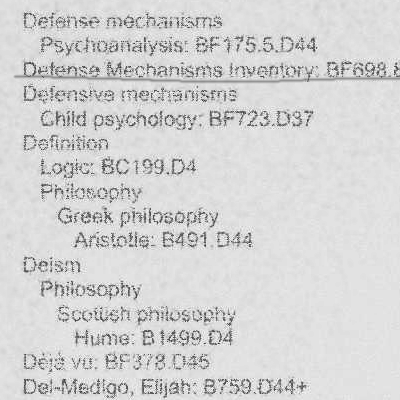 Defense mechanisms
Psychoanalysis: BF175.5.D44
Defense Mechanisms Inventory: BF698.8
Defensive mechanisms
Child psychology: BF723.D37
Definition
Logic: BC199.D4
Philosophy
Greek philosophy
Aristotle: B491.D44
Deism
Philosophy
Scottish philosophy
Hume: B1499.D4
Déjà vu: BF378.D45
Del-Medigo, Elijah: B759.D44+